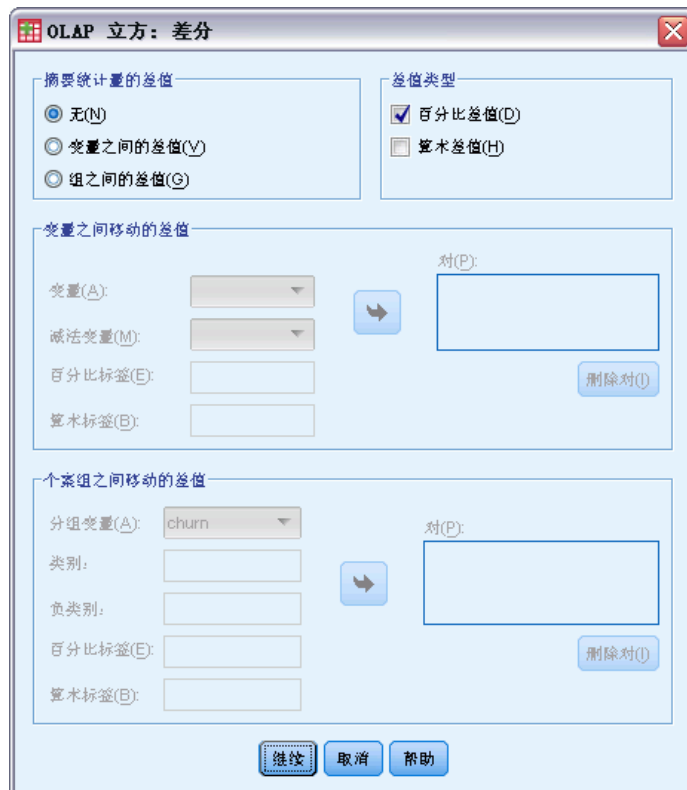 OLAP 立方: 差分
摘要统计量的差值
无(N)
变量之间的差值(V)
组之间的差值(G)
差值类型
百分比差值(D)
算术差值(H)
变量之间移动的差值
变量(A):
减法变量(M):
百分比标签(E):
算术标签(B):
对(P):
删除对(I)
个案组之间移动的差值
分组变量(A):
churn
类别:
负类别:
百分比标签(E):
算术标签(B):
对(P):
删除对(I)
继续
取消
帮助